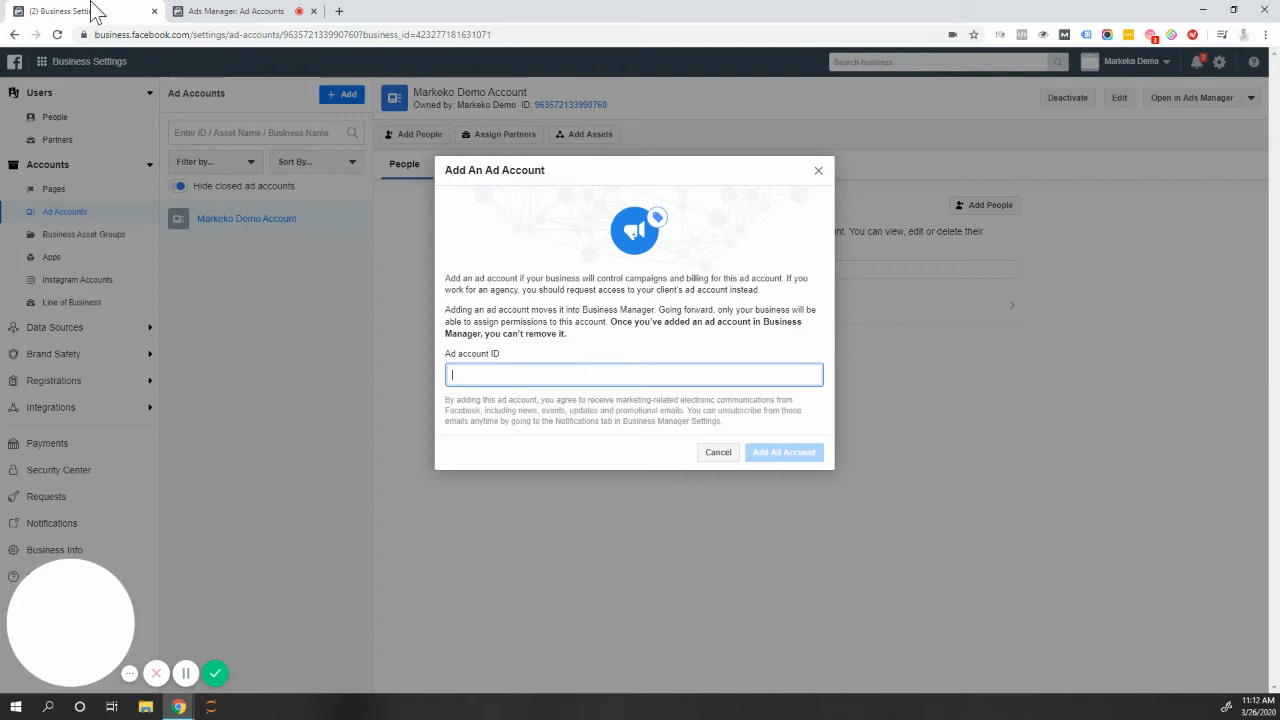 (2) Business Setti
Ads Manager: Ad Accounts
business.facebook.com/settings/ad-accounts/963572133990760?business_id=423277181631071
Business Settings
Search business
Markeko Demo
Users
People
Partners
Accounts
Pages
Ad Accounts
Business Asset Groups
Apps
Instagram Accounts
Line of Business
Data Sources
Brand Safety
Registrations
Integrations
Payments
Security Center
Requests
Notifications
Business Info
Ad Accounts
+ Add
Enter ID / Asset Name / Business Name
Filter by...
Sort By...
Hide closed ad accounts
Markeko Demo Account
Markeko Demo Account
Owned by: Markeko Demo ID: 963572133990760
Deactivate
Edit
Open in Ads Manager
Add People
Assign Partners
Add Assets
People
Add People
unt. You can view, edit or delete their
Add An Ad Account
Add an ad account if your business will control campaigns and billing for this ad account. If you
work for an agency, you should request access to your client's ad account instead.
Adding an ad account moves it into Business Manager. Going forward, only your business will be
able to assign permissions to this account. Once you've added an ad account in Business
Manager, you can't remove it.
Ad account ID
By adding this ad account, you agree to receive marketing-related electronic communications from
Facebook, including news, events, updates and promotional emails. You can unsubscribe from these
emails anytime by going to the Notifications tab in Business Manager Settings.
Cancel
Add Ad Account
11:12 AM
3/26/2020